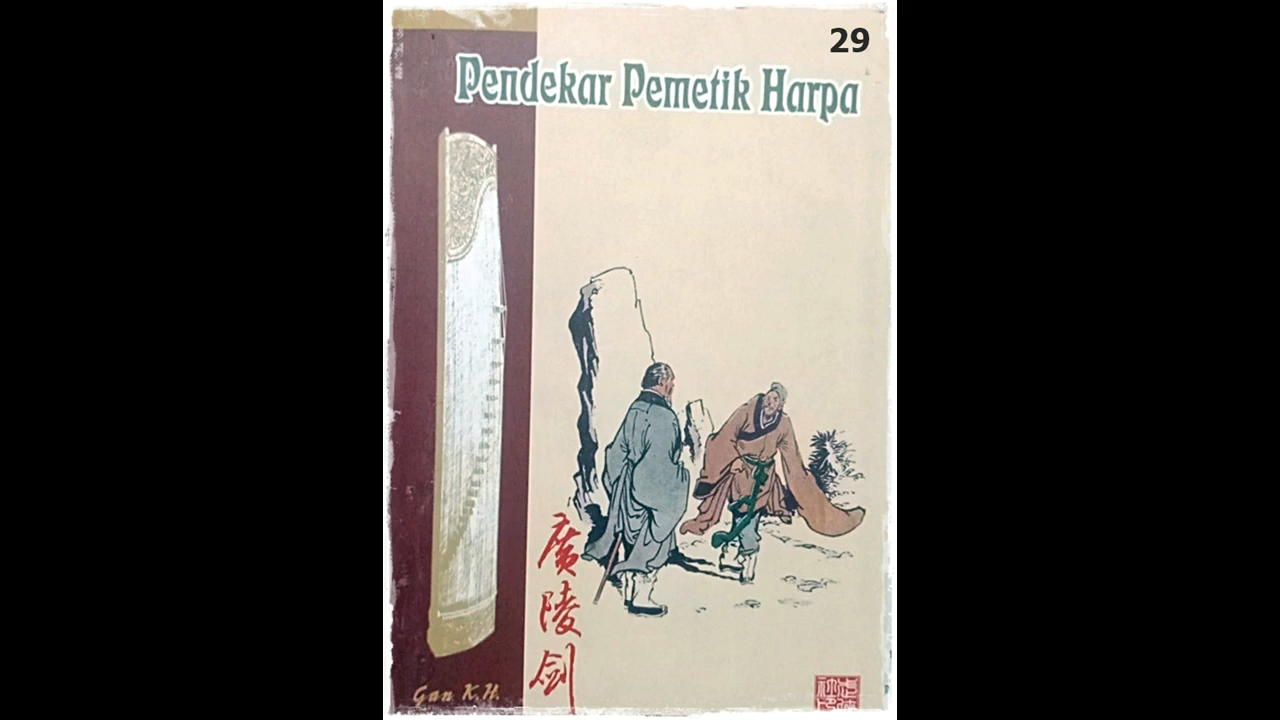 29
Pendekar Pemetik Harpa
廣
陵
劍
Gan K.H.